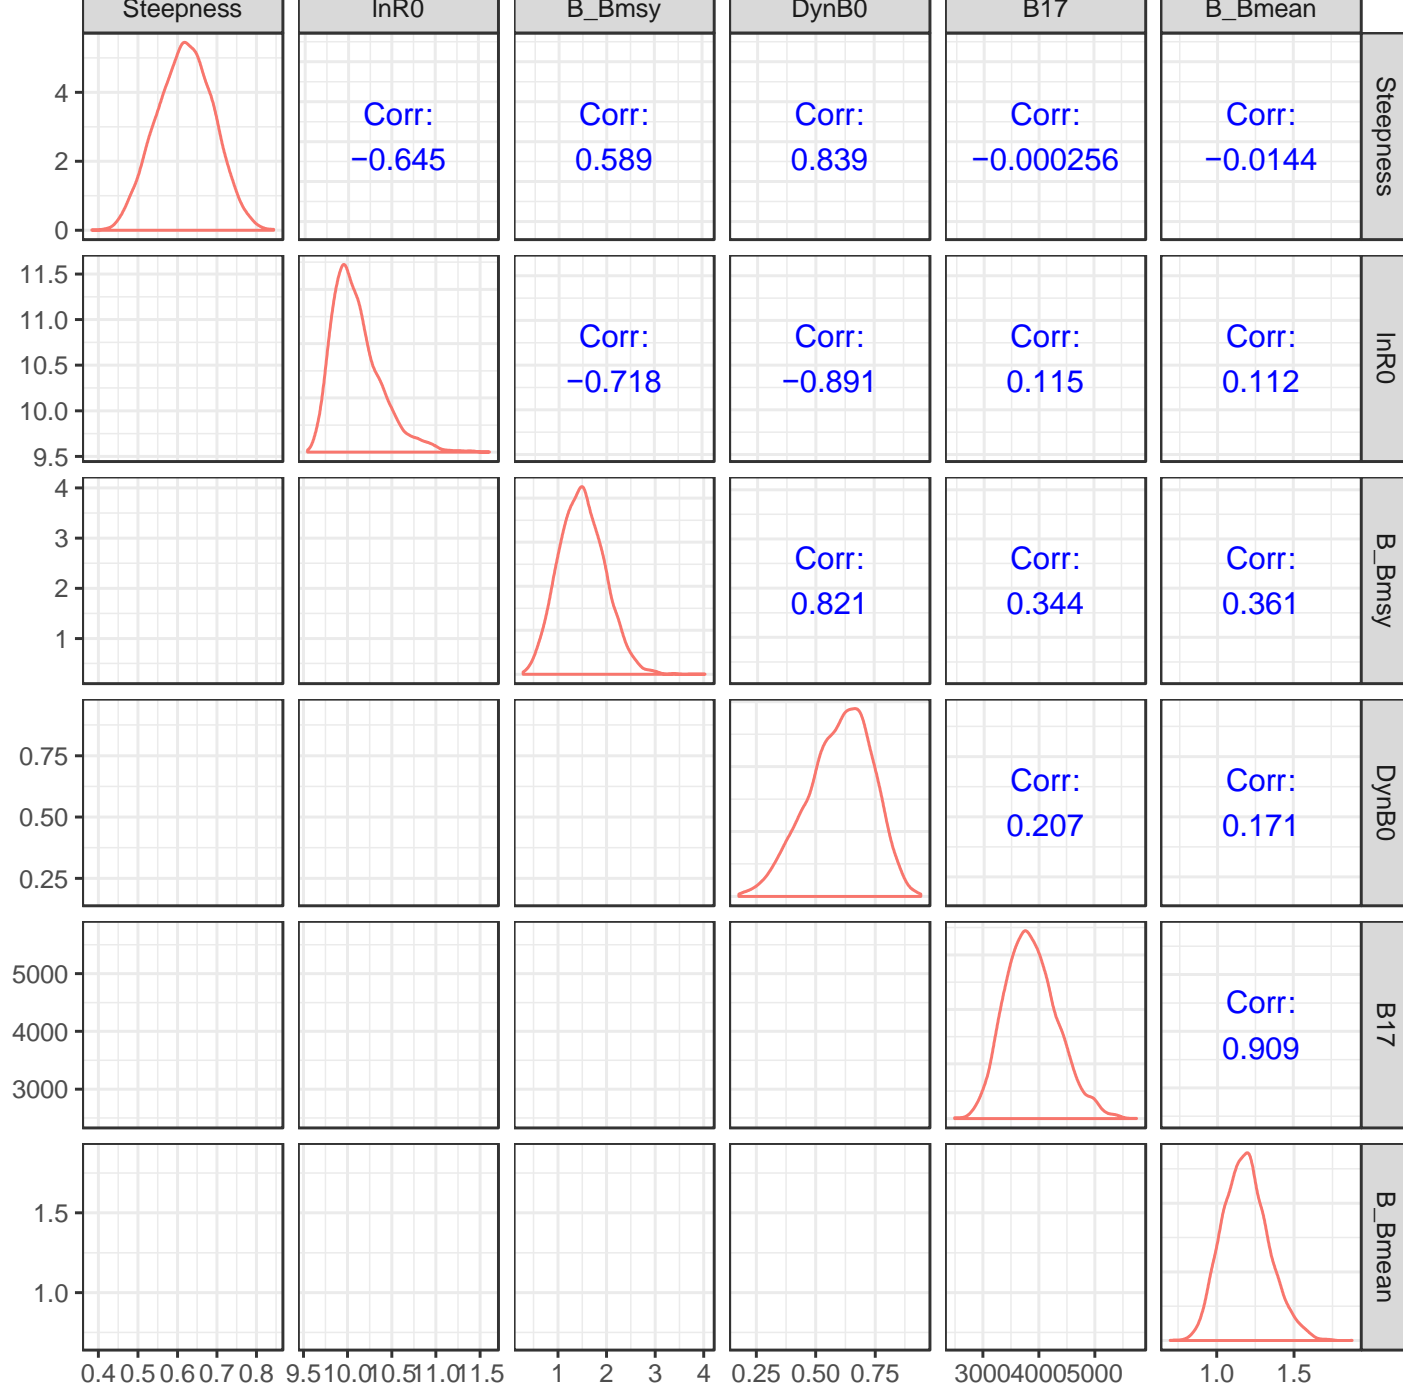 Steepness lnR0 B_Bmsy DynB0 B17 B_Bmean
4
2
0
Corr:
−0.645
Corr:
0.589
Corr:
0.839
Corr:
−0.000256
Corr:
−0.0144
Steepness
11.5
11.0
10.5
10.0
9.5
Corr:
−0.718
Corr:
−0.891
Corr:
0.115
Corr:
0.112
lnR0
4
3
2
1
Corr:
0.821
Corr:
0.344
Corr:
0.361
B_Bmsy
0.75
0.50
0.25
Corr:
0.207
Corr:
0.171
DynB0
5000
4000
3000
Corr:
0.909
B17
1.5
1.0
B_Bmean
0.4 0.5 0.6 0.7 0.8 9.5 10.0 10.5 11.0 11.5 1 2 3 4 0.25 0.50 0.75 3000 4000 5000 1.0 1.5